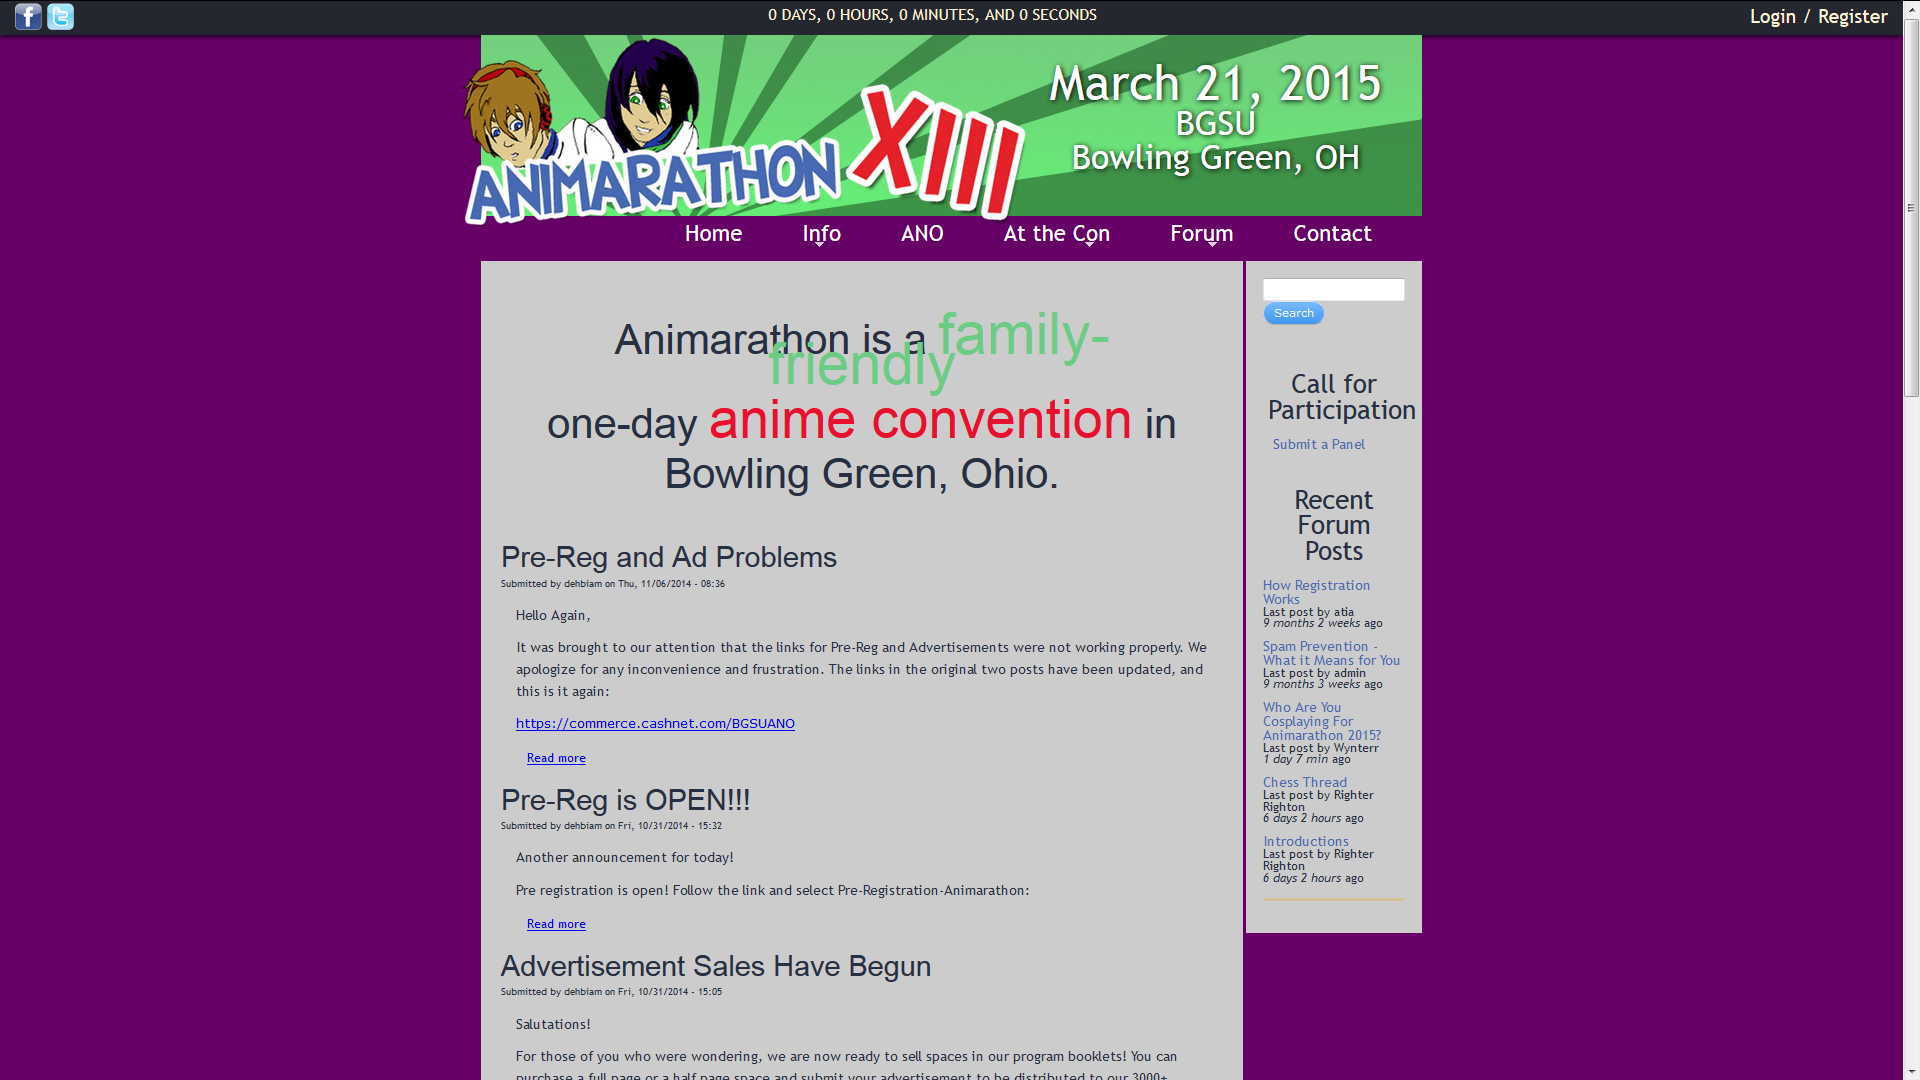 0 DAYS, 0 HOURS, 0 MINUTES, AND 0 SECONDS
Login / Register
ANIMARATHON XIII
March 21, 2015
BGSU
Bowling Green, OH
Home Info ANO At the Con Forum Contact
Animarathon is a family-
friendly
one-day anime convention in
Bowling Green, Ohio.
Pre-Reg and Ad Problems
Submitted by dehbiam on Thu, 11/06/2014 - 08:36
Hello Again,
It was brought to our attention that the links for Pre-Reg and Advertisements were not working properly. We
apologize for any inconvenience and frustration. The links in the original two posts have been updated, and
this is it again:
https://commerce.cashnet.com/BGSUANO
Read more
Pre-Reg is OPEN!!!
Submitted by dehbiam on Fri, 10/31/2014 - 15:32
Another announcement for today!
Pre registration is open! Follow the link and select Pre-Registration-Animarathon:
Read more
Advertisement Sales Have Begun
Submitted by dehbiam on Fri, 10/31/2014 - 15:05
Salutations!
For those of you who were wondering, we are now ready to sell spaces in our program booklets! You can
purchase a full page or a half page space and submit your advertisement to be distributed to our 3000+
Search
Call for
Participation
Submit a Panel
Recent
Forum
Posts
How Registration
Works
Last post by atia
9 months 2 weeks ago
Spam Prevention -
What it Means for You
Last post by admin
9 months 3 weeks ago
Who Are You
Cosplaying For
Animarathon 2015?
Last post by Wynterr
1 day 7 min ago
Chess Thread
Last post by Righter
Righton
6 days 2 hours ago
Introductions
Last post by Righter
Righton
6 days 2 hours ago